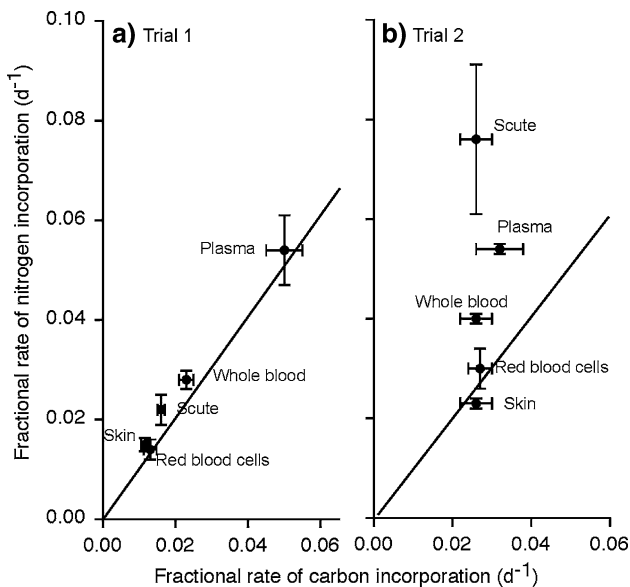 a) Trial 1
b) Trial 2
Fractional rate of nitrogen incorporation (d-1)
0.10
0.08
0.06
0.04
0.02
0.00
Plasma
Whole blood
Scute
Skin
Red blood cells
Scute
Plasma
Whole blood
Red blood cells
Skin
0.00 0.02 0.04 0.06
0.00 0.02 0.04 0.06
Fractional rate of carbon incorporation (d-1)